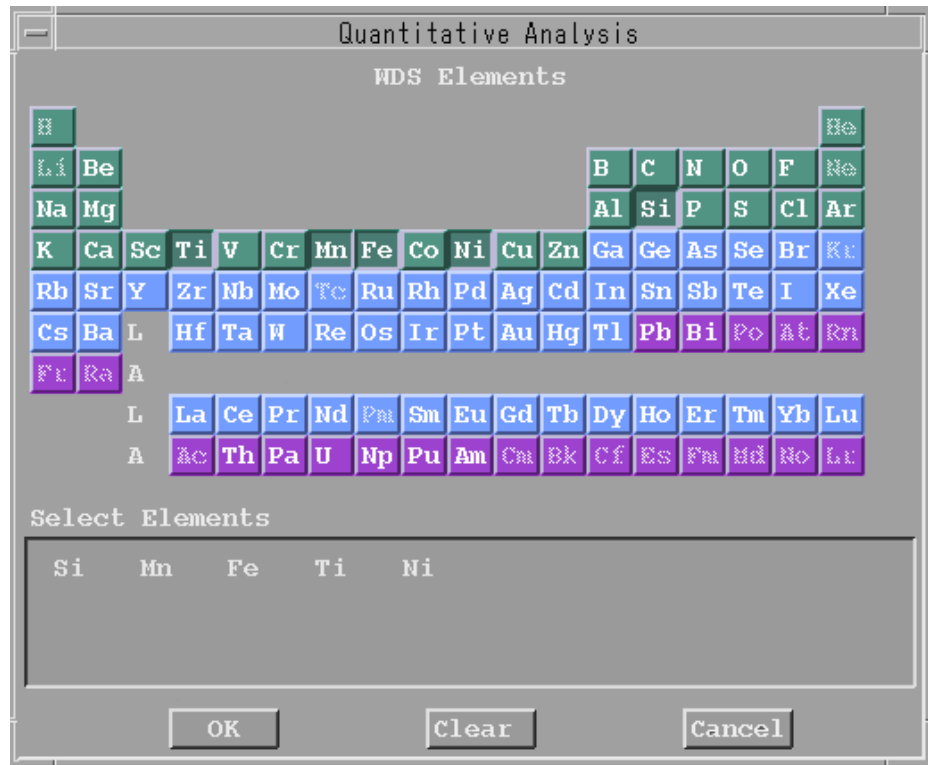 Quantitative Analysis
WDS Elements
H He
Li Be B C N O F Ne
Na Mg Al Si P S Cl Ar
K Ca Sc Ti V Cr Mn Fe Co Ni Cu Zn Ga Ge As Se Br Kr
Rb Sr Y Zr Nb Mo Tc Ru Rh Pd Ag Cd In Sn Sb Te I Xe
Cs Ba L Hf Ta W Re Os Ir Pt Au Hg Tl Pb Bi Po At Rn
Fr Ra A
L La Ce Pr Nd Pm Sm Eu Gd Tb Dy Ho Er Tm Yb Lu
A Ac Th Pa U Np Pu Am Cm Bk Cf Es Fm Md No Lr
Select Elements
Si Mn Fe Ti Ni
OK Clear Cancel